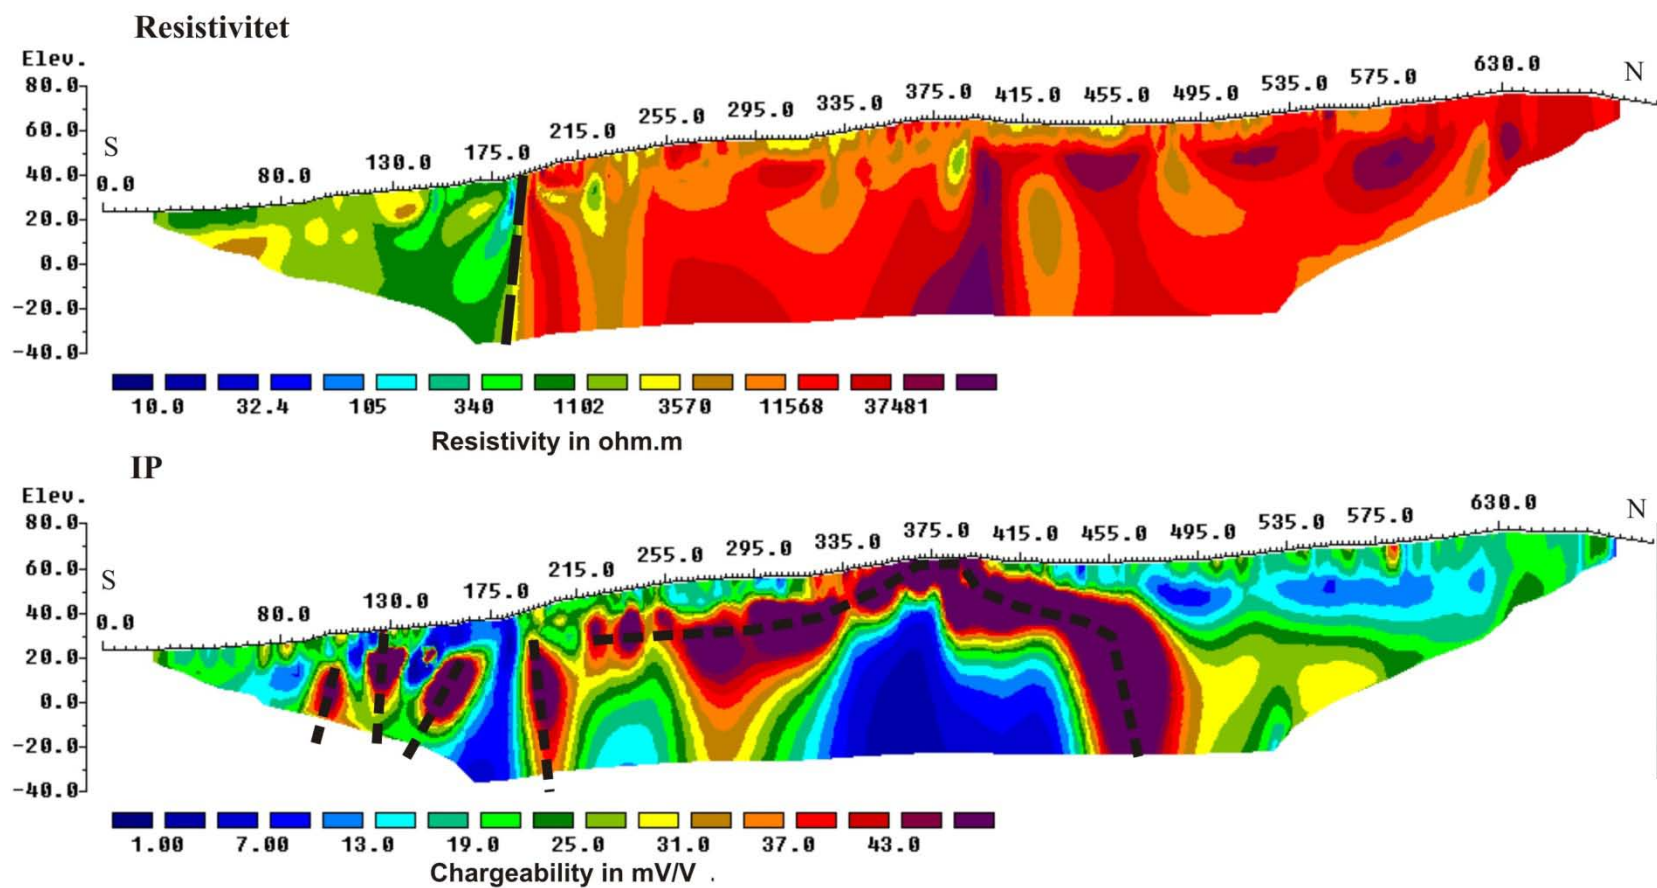 Resistivitet
Elev.
80.0
60.0
40.0
20.0
0.0
-20.0
-40.0
S
N
0.0 80.0 130.0 175.0 215.0 255.0 295.0 335.0 375.0 415.0 455.0 495.0 535.0 575.0 630.0
10.0 32.4 105 340 1102 3570 11568 37481
Resistivity in ohm.m
IP
Elev.
80.0
60.0
40.0
20.0
0.0
-20.0
-40.0
S
N
0.0 80.0 130.0 175.0 215.0 255.0 295.0 335.0 375.0 415.0 455.0 495.0 535.0 575.0 630.0
1.00 7.00 13.0 19.0 25.0 31.0 37.0 43.0
Chargeability in mV/V .